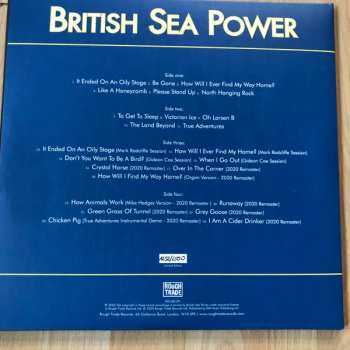 BRITISH SEA POWER
Side one:
It Ended On An Oily Stage Be Gone How Will I Ever Find My Way Home?
Like A Honeycomb Please Stand Up North Hanging Rock
Side two:
To Get To Sleep Victorian Ice Oh Larsen B
The Land Beyond True Adventures
Side three:
It Ended On An Oily Stage (Mark Radcliffe Session) How Will I Ever Find My Way Home? (Mark Radcliffe Session)
Don't You Want To Be A Bird? (Gideon Coe Session) When I Go Out (Gideon Coe Session)
Crystal Horse (2020 Remaster) Over In The Corner (2020 Remaster)
How Will I Find My Way Home? (Organ Version - 2020 Remaster)
Side four:
How Animals Work (Mike Hedges Version - 2020 Remaster) Runaway (2020 Remaster)
Green Grass Of Tunnel (2020 Remaster) Grey Goose (2020 Remaster)
Chicken Pig (True Adventures Instrumental Demo - 2020 Remaster) I Am A Cider Drinker (2020 Remaster)
ROUGH
TRADE